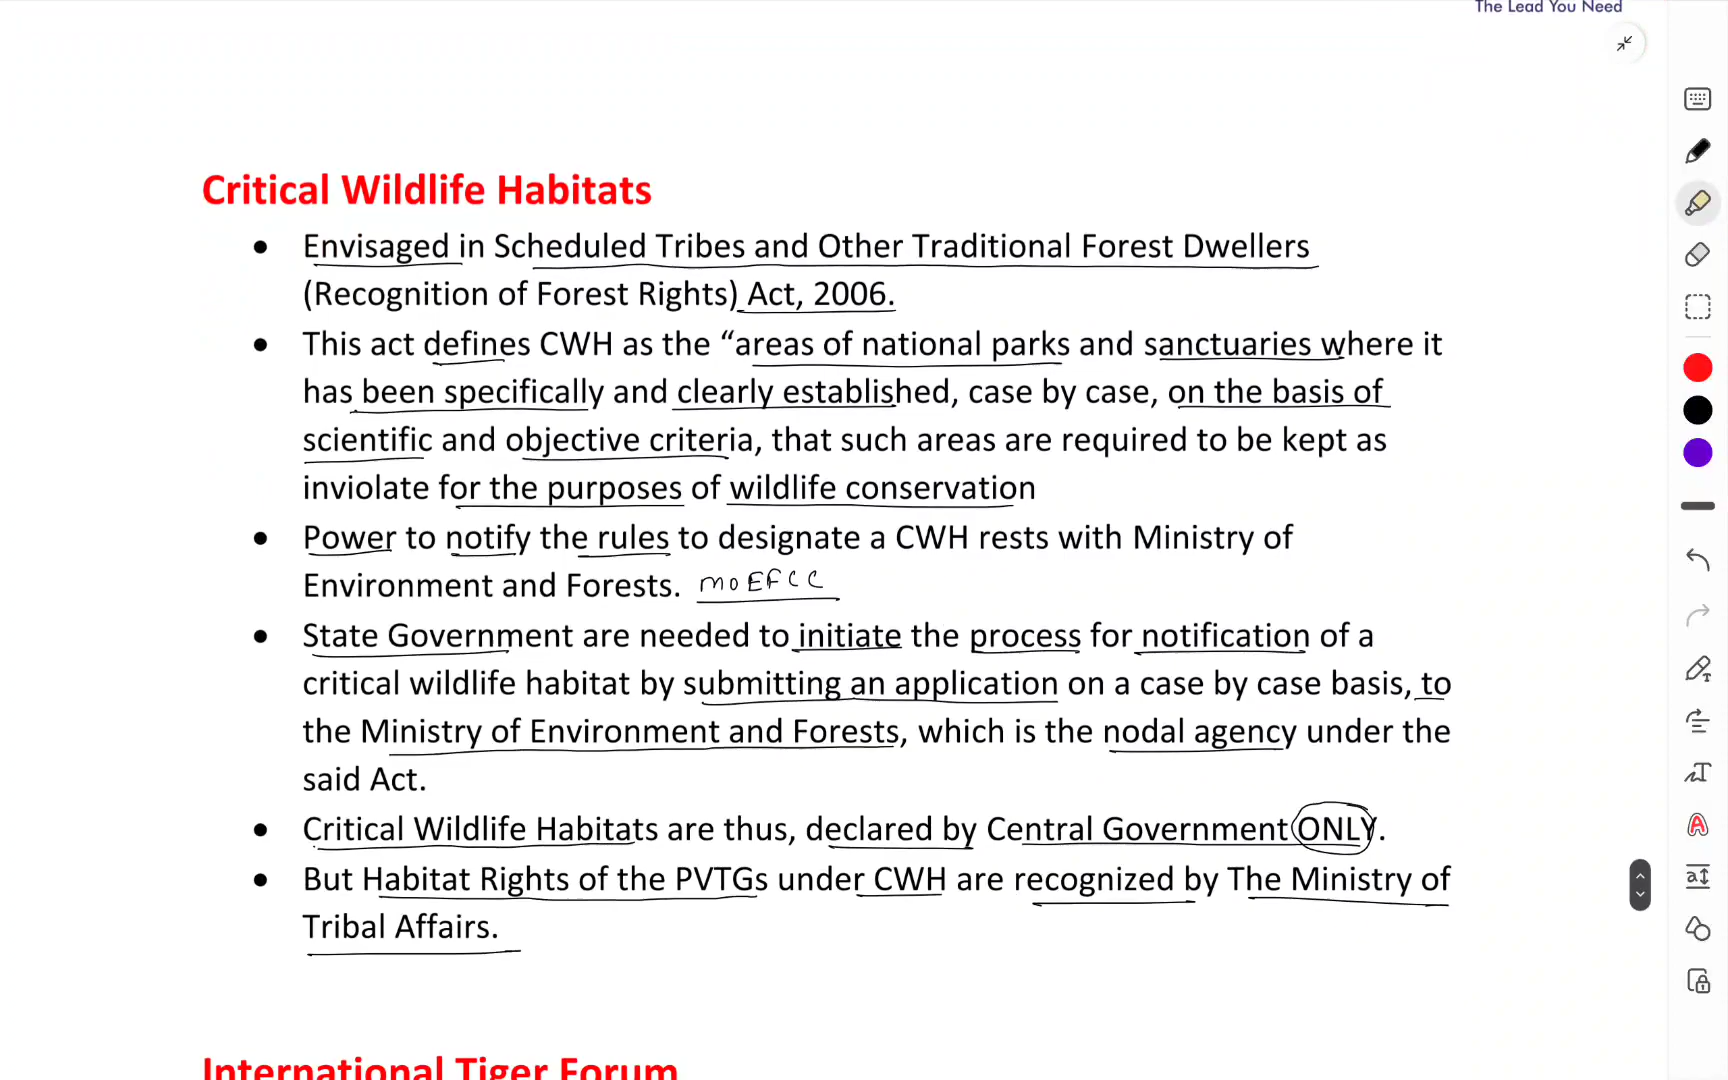 The Lead You Need
Critical Wildlife Habitats
• Envisaged in Scheduled Tribes and Other Traditional Forest Dwellers
(Recognition of Forest Rights) Act, 2006.
• This act defines CWH as the “areas of national parks and sanctuaries where it
has been specifically and clearly established, case by case, on the basis of
scientific and objective criteria, that such areas are required to be kept as
inviolate for the purposes of wildlife conservation
• Power to notify the rules to designate a CWH rests with Ministry of
Environment and Forests. MOEFCC
• State Government are needed to initiate the process for notification of a
critical wildlife habitat by submitting an application on a case by case basis, to
the Ministry of Environment and Forests, which is the nodal agency under the
said Act.
• Critical Wildlife Habitats are thus, declared by Central Government ONLY.
• But Habitat Rights of the PVTGs under CWH are recognized by The Ministry of
Tribal Affairs.
International Tiger Forum